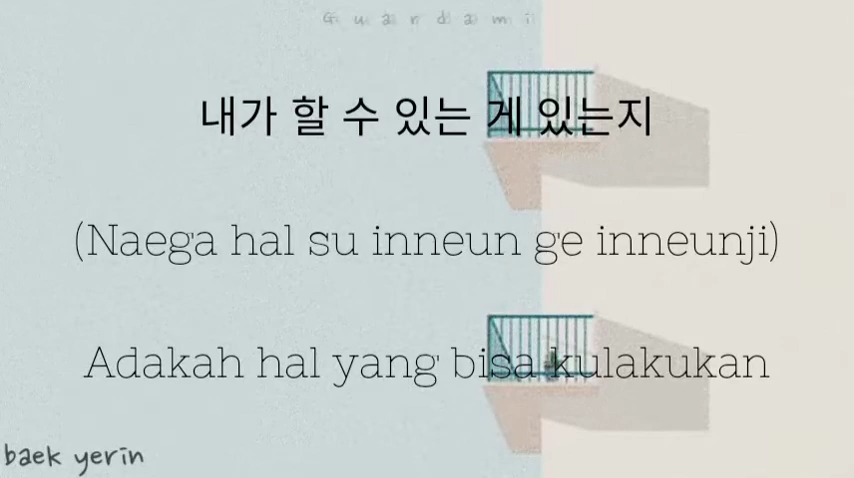 Guardami
내가 할 수 있는 게 있는지
(Naega hal su inneun ge inneunji)
Adakah hal yang bisa kulakukan
baek yerin